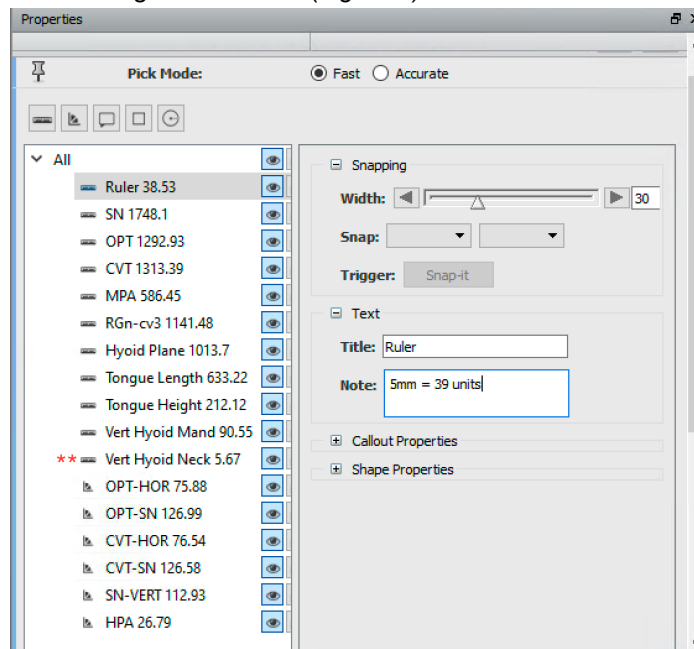 Properties
Pick Mode:
Fast
Accurate
All
Ruler 38.53
SN 1748.1
OPT 1292.93
CVT 1313.39
MPA 586.45
RGn-cv3 1141.48
Hyoid Plane 1013.7
Tongue Length 633.22
Tongue Height 212.12
Vert Hyoid Mand 90.55
** Vert Hyoid Neck 5.67
OPT-HOR 75.88
OPT-SN 126.99
CVT-HOR 76.54
CVT-SN 126.58
SN-VERT 112.93
HPA 26.79
Snapping
Width: 30
Snap:
Trigger: Snap-it
Text
Title: Ruler
Note: 5mm = 39 units
Callout Properties
Shape Properties